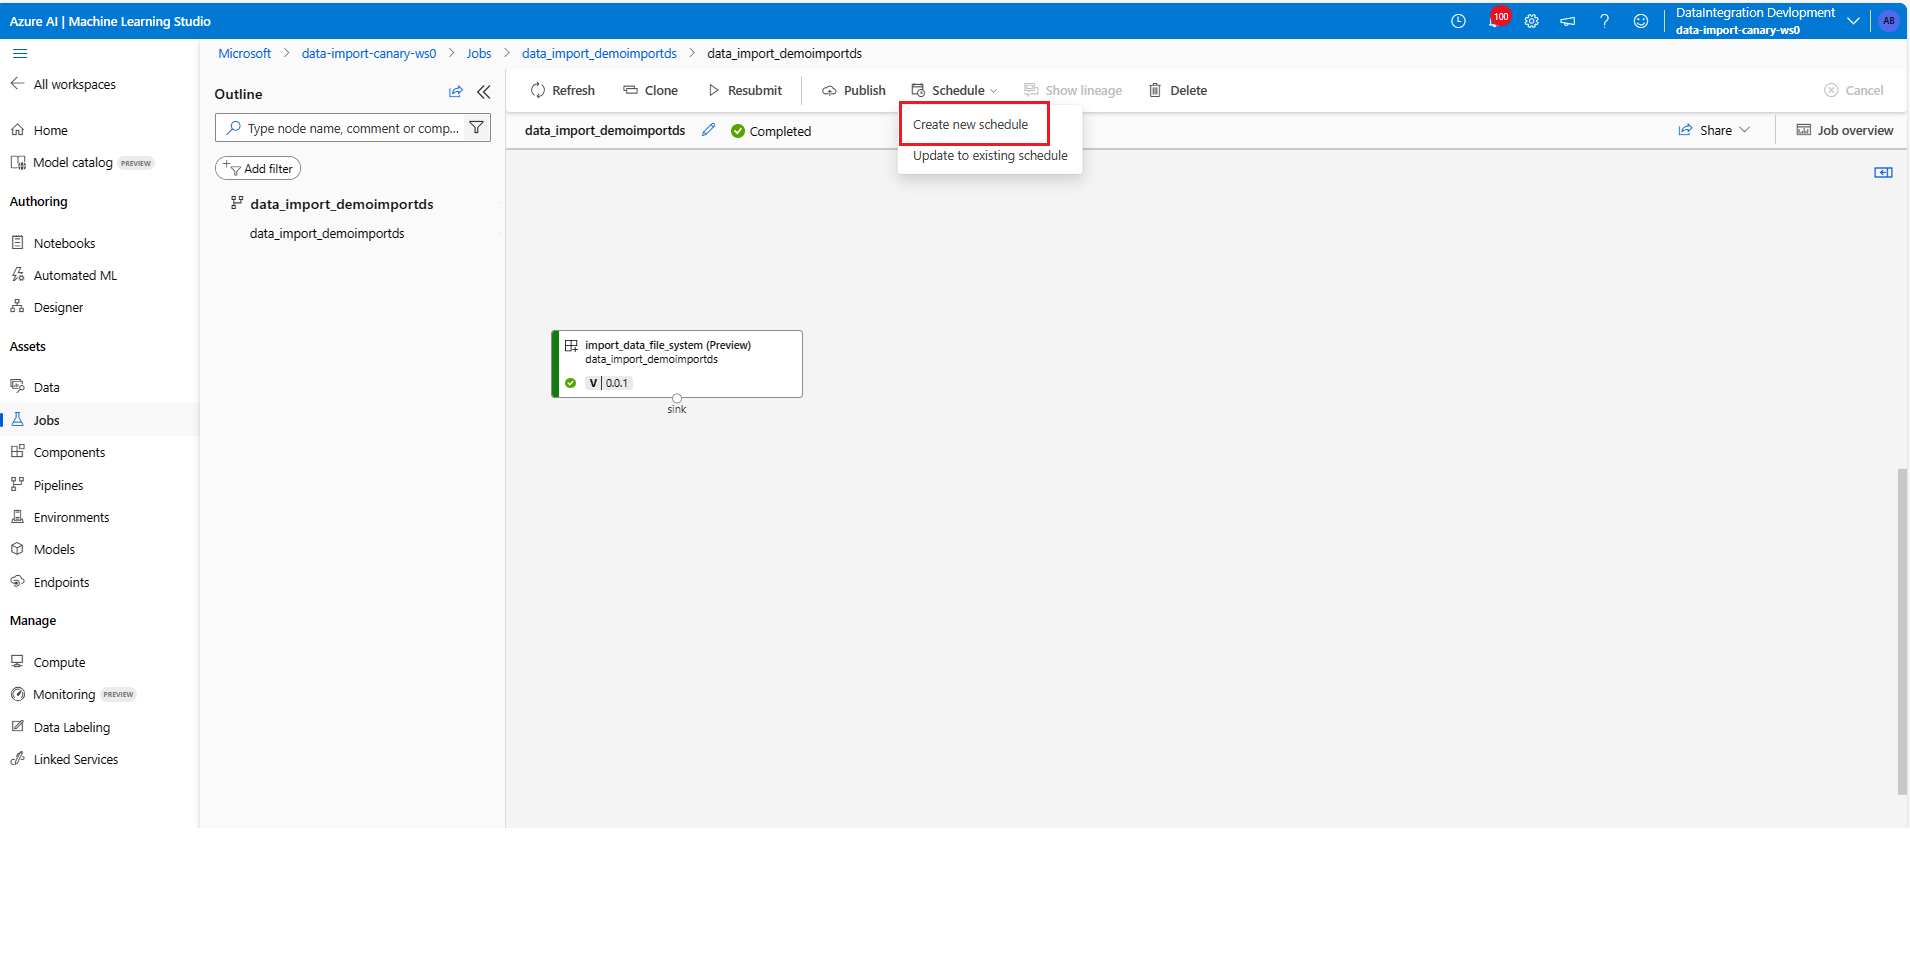 Azure AI | Machine Learning Studio
100
DataIntegration Devlopment
data-import-canary-ws0
AB
Microsoft > data-import-canary-ws0 > Jobs > data_import_demoimportds > data_import_demoimportds
All workspaces
Home
Model catalog PREVIEW
Authoring
Notebooks
Automated ML
Designer
Assets
Data
Jobs
Components
Pipelines
Environments
Models
Endpoints
Manage
Compute
Monitoring PREVIEW
Data Labeling
Linked Services
Outline
Type node name, comment or comp...
Add filter
data_import_demoimportds
data_import_demoimportds
Refresh Clone Resubmit Publish Schedule Show lineage Delete Cancel
data_import_demoimportds Completed
Create new schedule
Update to existing schedule
Share Job overview
import_data_file_system (Preview)
data_import_demoimportds
V | 0.0.1
sink